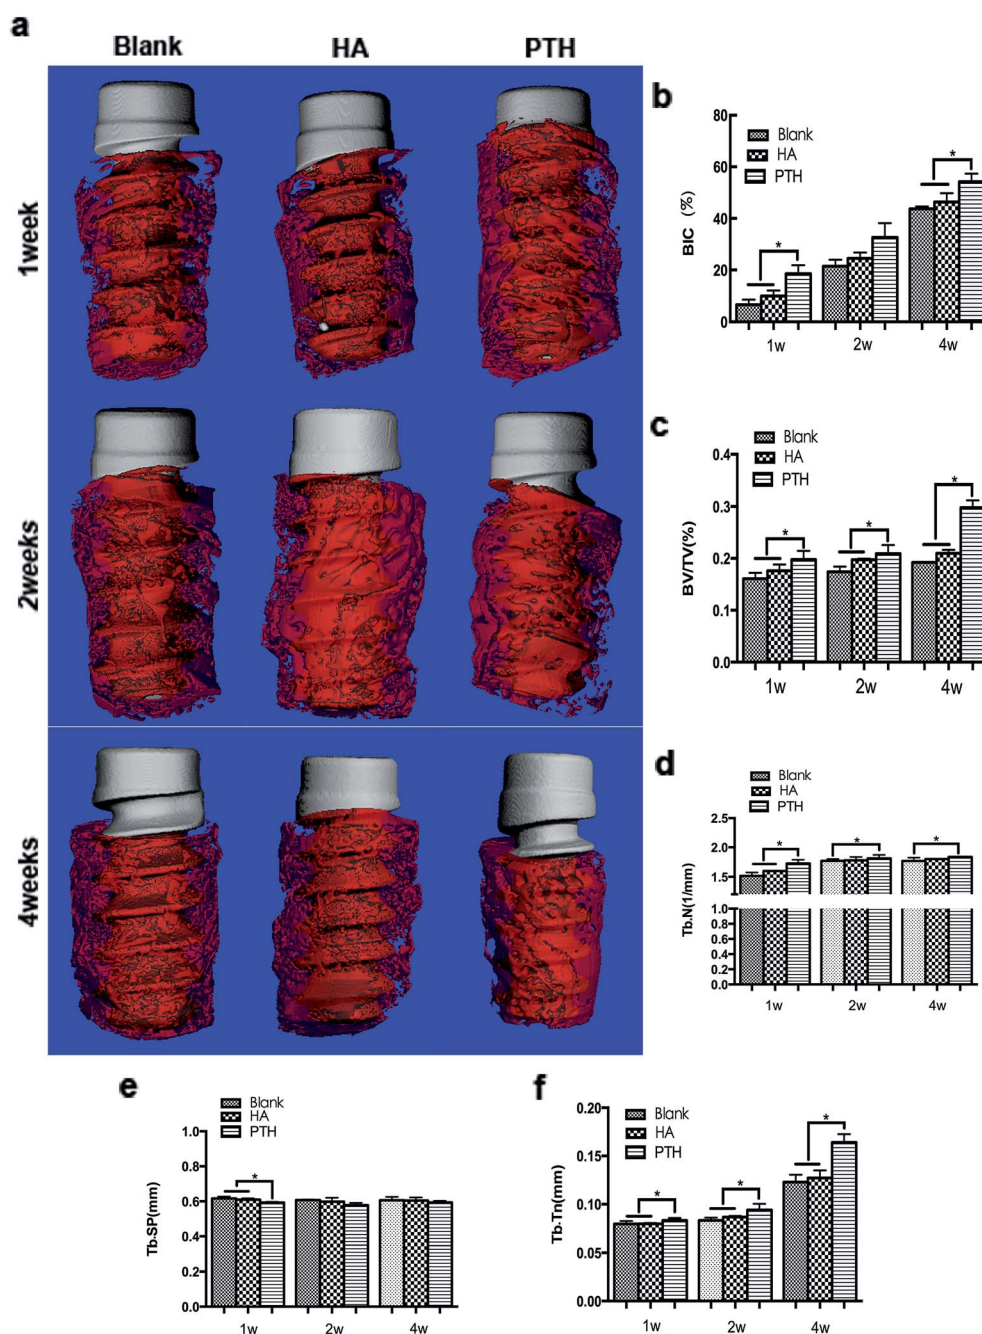 a
Blank HA PTH
1week
2weeks
4weeks
b
Blank
HA
PTH
BIC (%)
80
60
40
20
0
*
*
1w 2w 4w
c
Blank
HA
PTH
BV/TV(%)
0.4
0.3
0.2
0.1
0.0
*
*
*
1w 2w 4w
d
Blank
HA
PTH
Tb.N(1/mm)
2.5
2.0
1.5
1.0
0.8
0.6
0.4
0.2
0.0
*
*
*
1w 2w 4w
e
Blank
HA
PTH
Tb.SP(mm)
1.0
0.8
0.6
0.4
0.2
0.0
*
1w 2w 4w
f
Blank
HA
PTH
Tb.Tn(mm)
0.20
0.15
0.10
0.05
0.00
*
*
*
1w 2w 4w